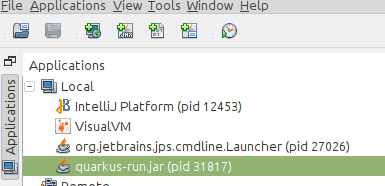 File Applications View Tools Window Help
Applications
Applications
Local
IntelliJ Platform (pid 12453)
VisualVM
org.jetbrains.jps.cmdline.Launcher (pid 27026)
quarkus-run.jar (pid 31817)
Remote